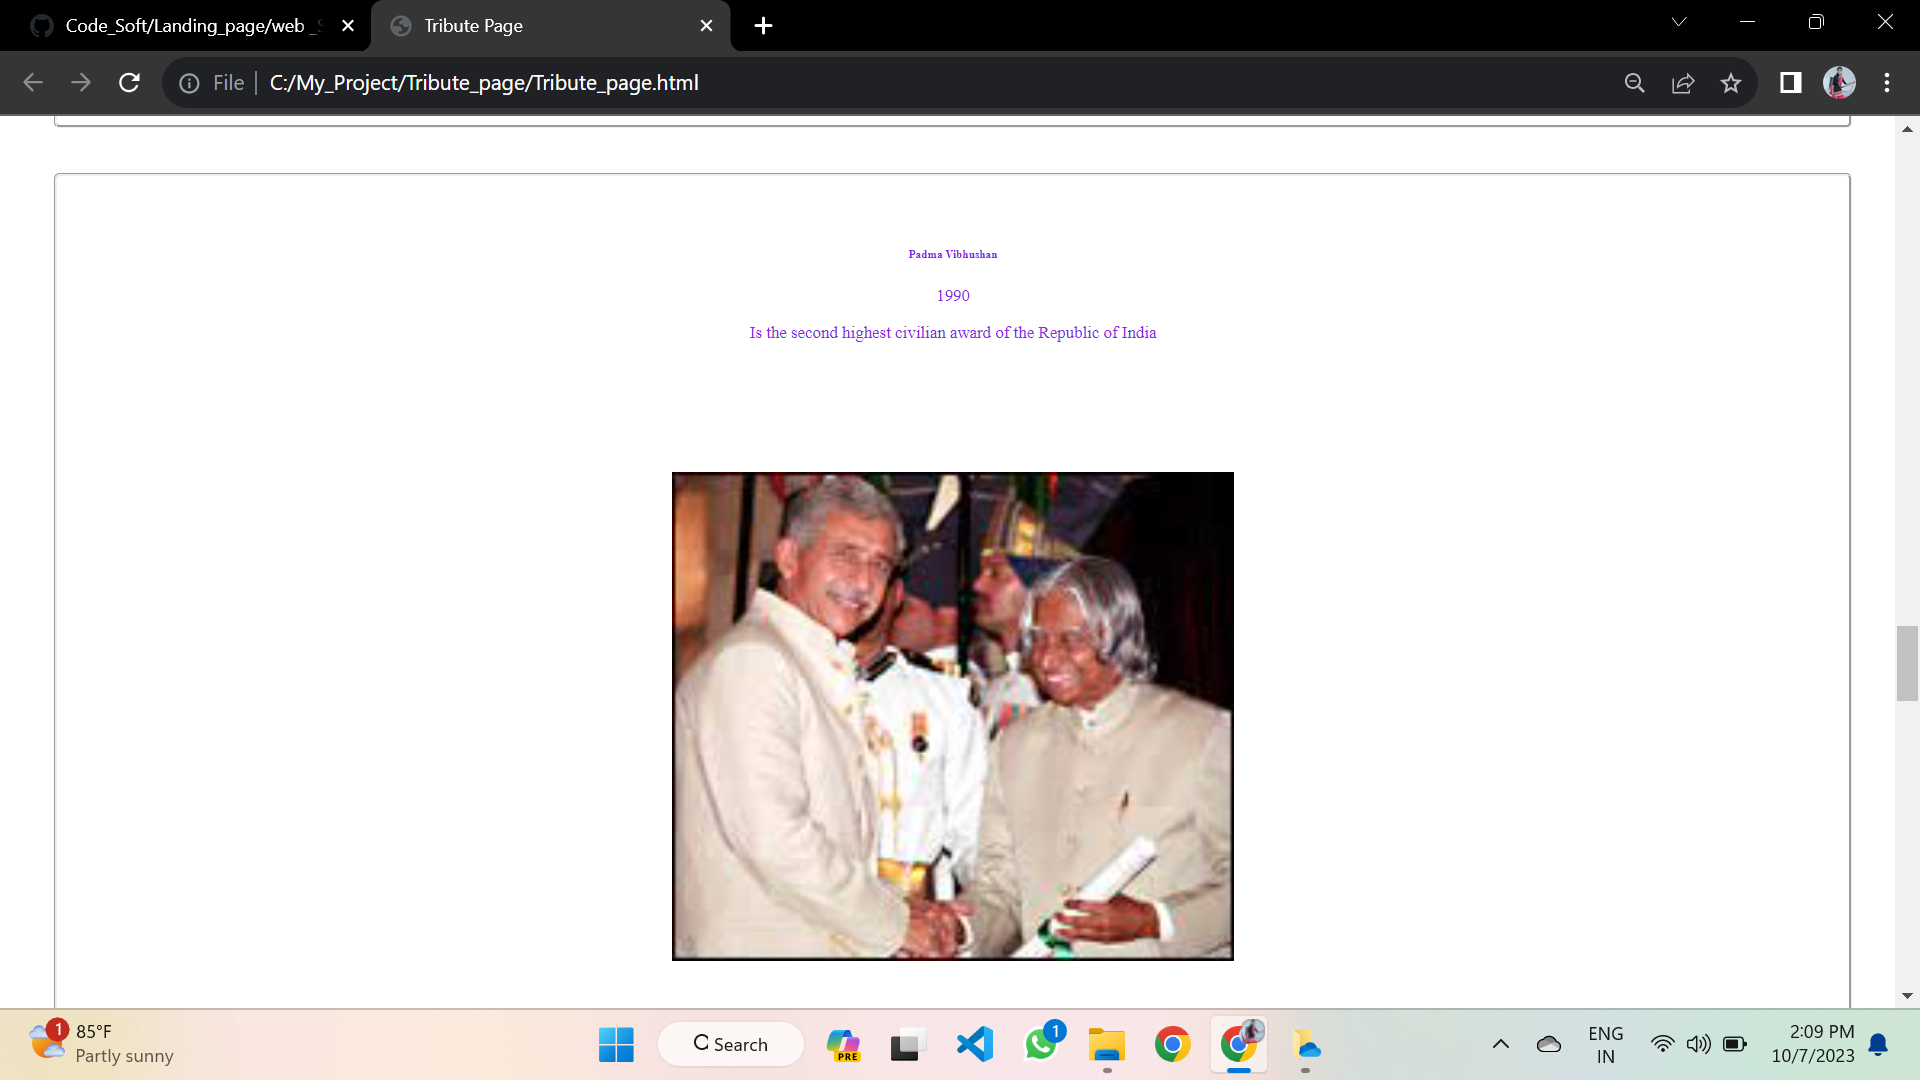 Code_Soft/Landing_page/web_S
Tribute Page
File
C:/My_Project/Tribute_page/Tribute_page.html
Padma Vibhushan
1990
Is the second highest civilian award of the Republic of India
1
85°F
Partly sunny
Search
PRE
1
ENG
IN
2:09 PM
10/7/2023